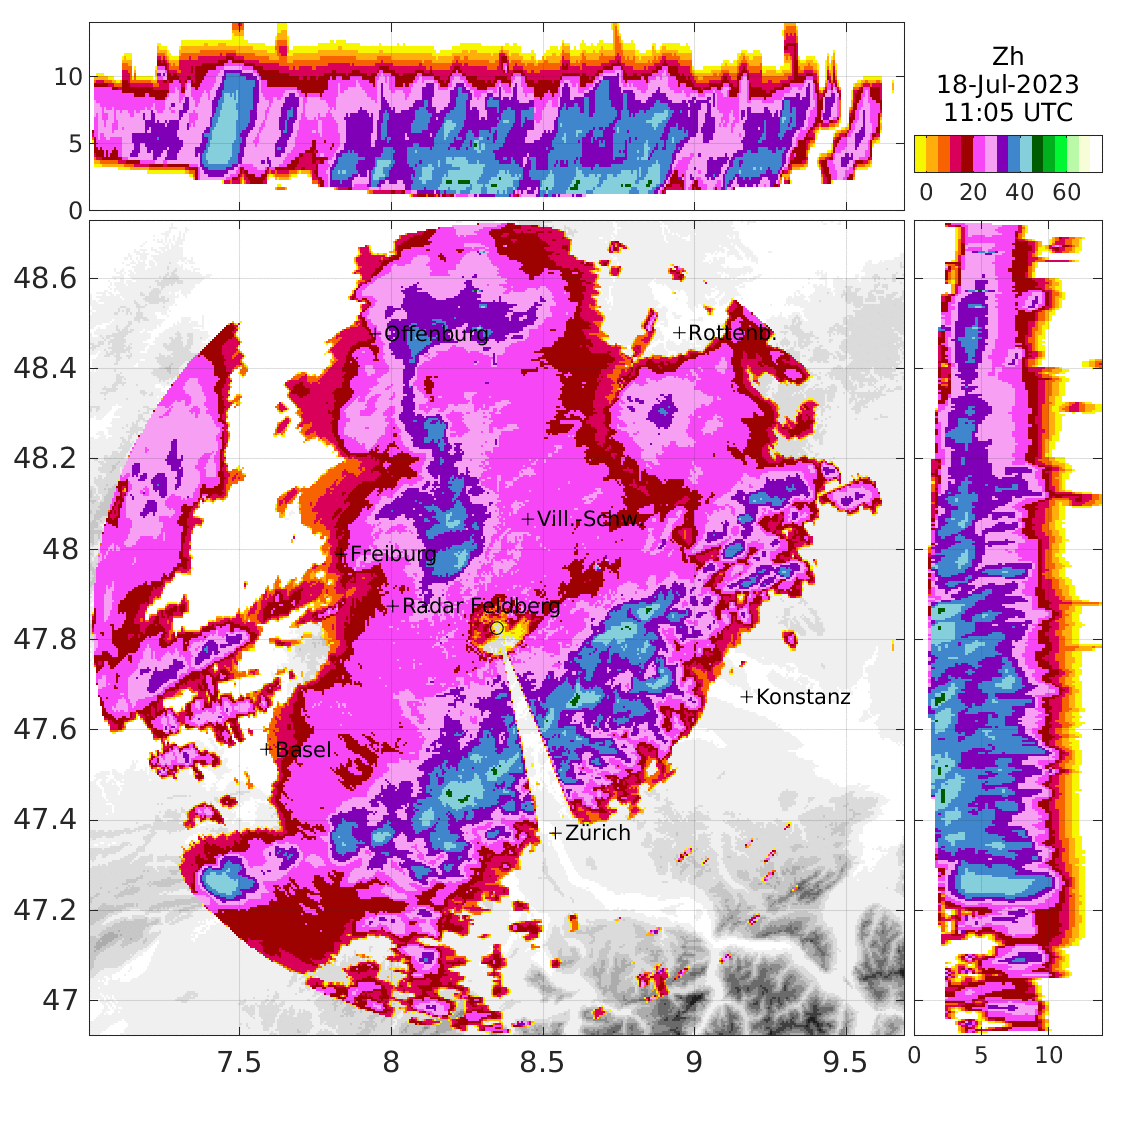 10
5
0
Zh
18-Jul-2023
11:05 UTC
0 20 40 60
48.6
48.4
48.2
48
47.8
47.6
47.4
47.2
47
Offenburg
Rottenb.
Vill.-Schw.
Freiburg
Radar Feldberg
Konstanz
Basel
Zürich
7.5 8 8.5 9 9.5
0 5 10